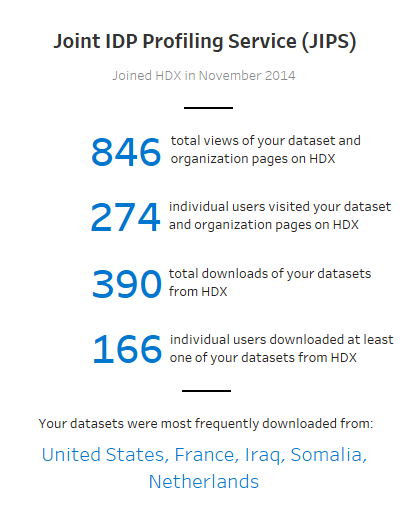 Joint IDP Profiling Service (JIPS)
Joined HDX in November 2014
846 total views of your dataset and
organization pages on HDX
274 individual users visited your dataset
and organization pages on HDX
390 total downloads of your datasets
from HDX
166 individual users downloaded at least
one of your datasets from HDX
Your datasets were most frequently downloaded from:
United States, France, Iraq, Somalia,
Netherlands